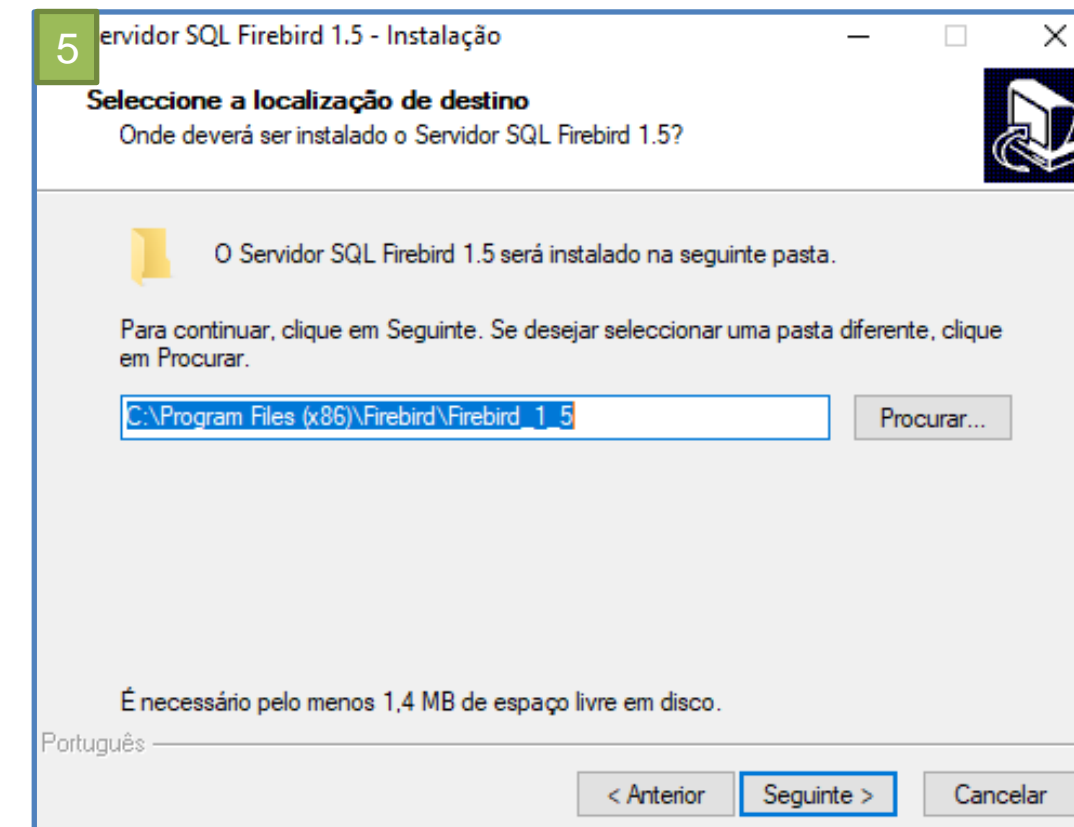 5
ervidor SQL Firebird 1.5 - Instalação
Seleccione a localização de destino
Onde deverá ser instalado o Servidor SQL Firebird 1.5?
O Servidor SQL Firebird 1.5 será instalado na seguinte pasta.
Para continuar, clique em Seguinte. Se desejar seleccionar uma pasta diferente, clique
em Procurar.
C:\Program Files (x86)\Firebird\Firebird_1_5
Procurar...
É necessário pelo menos 1,4 MB de espaço livre em disco.
Português
< Anterior
Seguinte >
Cancelar